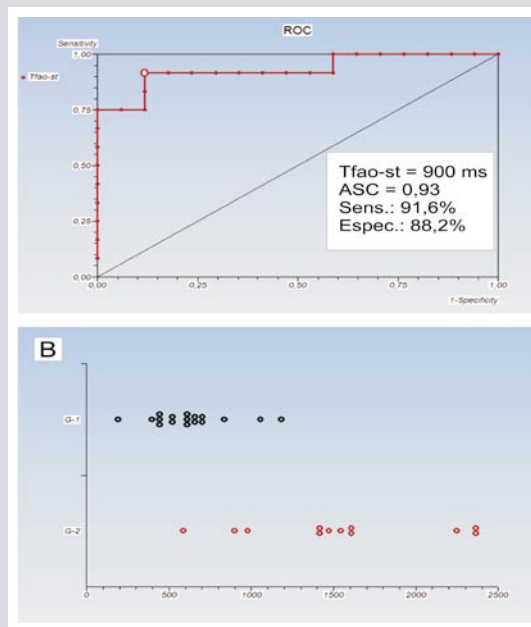 ROC
Sensitivity
1,00
Tfao-st
0,75
0,50
0,25
0,00
Tfao-st = 900 ms
ASC = 0,93
Sens.: 91,6%
Espec.: 88,2%
0,00 0,25 0,50 0,75 1,00
1-Specificity
B
G-1
G-2
0 500 1000 1500 2000 2500